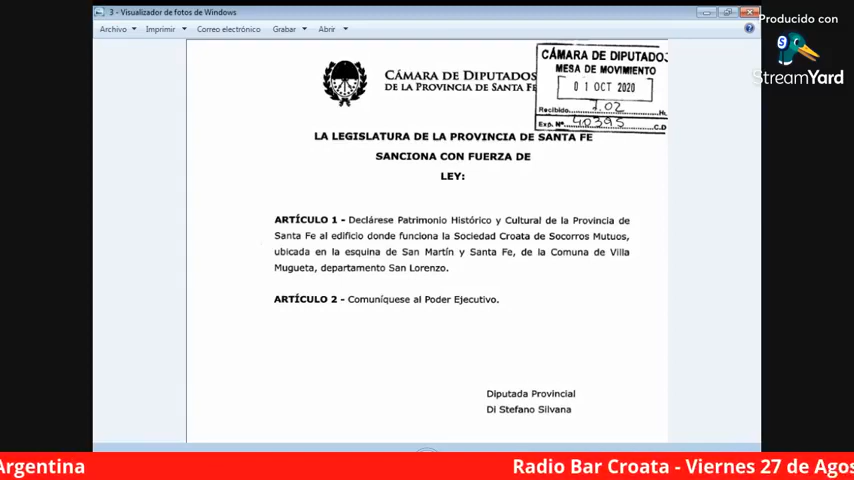 3 - Visualizador de fotos de Windows
Archivo Imprimir Correo electrónico Grabar Abrir
Producido con
StreamYard
CÁMARA DE DIPUTADOS
DE LA PROVINCIA DE SANTA FE
CÁMARA DE DIPUTADOS
MESA DE MOVIMIENTO
0 1 OCT 2020
Recibido
Exp. Nº 40395 C.D
LA LEGISLATURA DE LA PROVINCIA DE SANTA FE
SANCIONA CON FUERZA DE
LEY:
ARTÍCULO 1 - Declárese Patrimonio Histórico y Cultural de la Provincia de
Santa Fe al edificio donde funciona la Sociedad Croata de Socorros Mutuos,
ubicada en la esquina de San Martín y Santa Fe, de la Comuna de Villa
Mugueta, departamento San Lorenzo.
ARTÍCULO 2 - Comuníquese al Poder Ejecutivo.
Diputada Provincial
Di Stefano Silvana
Argentina Radio Bar Croata - Viernes 27 de Agos